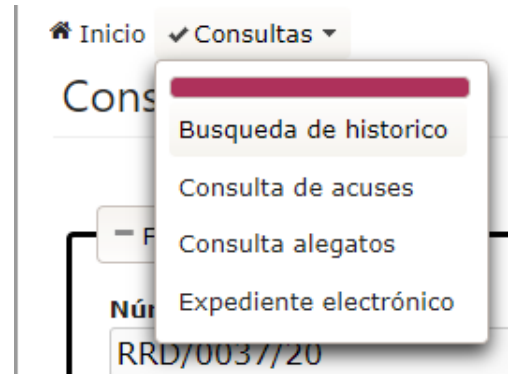 Inicio Consultas
Cons
Busqueda de historico
Consulta de acuses
Consulta alegatos
Expediente electrónico
RRD/0037/20